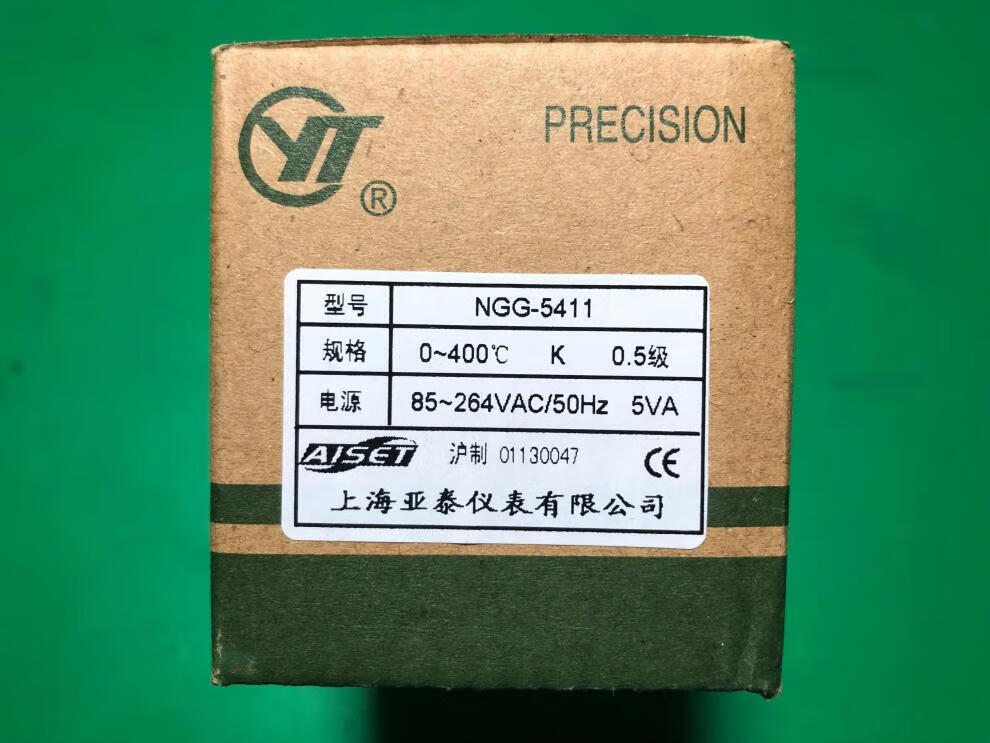 YT ®
PRECISION
型号 NGG-5411
规格 0~400℃ K 0.5级
电源 85~264VAC/50Hz 5VA
AISET 沪制 01130047 CE
上海亚泰仪表有限公司